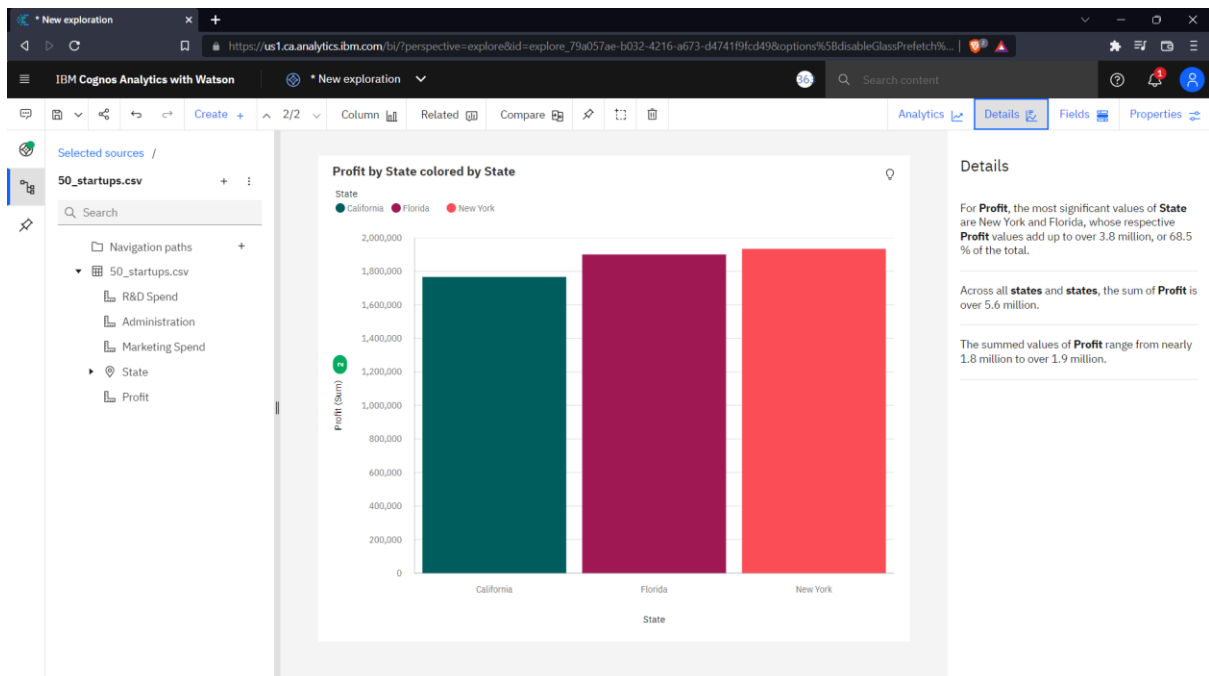 * New exploration
https://us1.ca.analytics.ibm.com/bi/?perspective=explore&id=explore_79a057ae-b032-4216-a673-d4741f9fcd49&options%5BdisableGlassPrefetch%...
IBM Cognos Analytics with Watson
* New exploration
Search content
1
Create +
2/2
Column
Related
Compare
Analytics
Details
Fields
Properties
Selected sources /
50_startups.csv
Search
Navigation paths
50_startups.csv
R&D Spend
Administration
Marketing Spend
State
Profit
Profit by State colored by State
State
California Florida New York
2,000,000
1,800,000
1,600,000
1,400,000
1,200,000
1,000,000
800,000
600,000
400,000
200,000
0
Profit (Sum) 2
California Florida New York
State
Details
For Profit, the most significant values of State
are New York and Florida, whose respective
Profit values add up to over 3.8 million, or 68.5
% of the total.
Across all states and states, the sum of Profit is
over 5.6 million.
The summed values of Profit range from nearly
1.8 million to over 1.9 million.